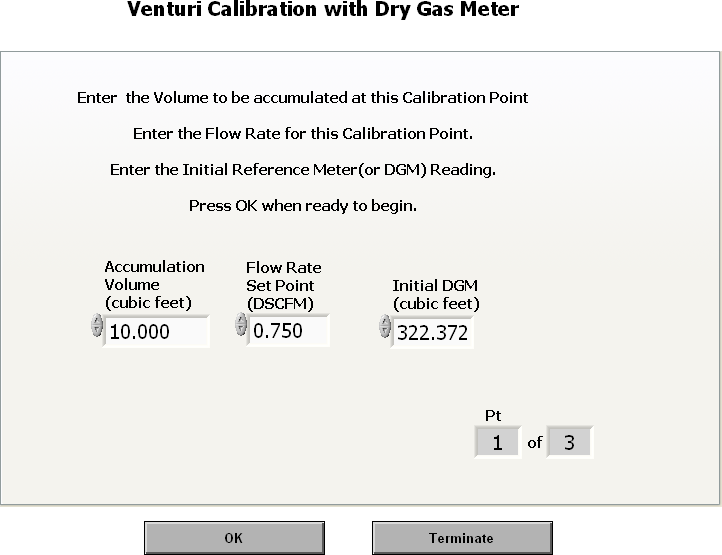 Venturi Calibration with Dry Gas Meter
Enter the Volume to be accumulated at this Calibration Point
Enter the Flow Rate for this Calibration Point.
Enter the Initial Reference Meter(or DGM) Reading.
Press OK when ready to begin.
Accumulation
Volume
(cubic feet)
10.000
Flow Rate
Set Point
(DSCFM)
0.750
Initial DGM
(cubic feet)
322.372
Pt
1 of 3
OK
Terminate